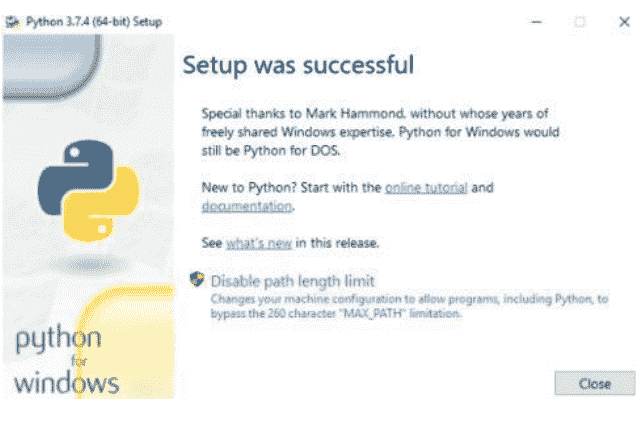 Python 3.7.4 (64-bit) Setup
Setup was successful
Special thanks to Mark Hammond, without whose years of
freely shared Windows expertise, Python for Windows would
still be Python for DOS.
New to Python? Start with the online tutorial and
documentation.
See what's new in this release.
Disable path length limit
Changes your machine configuration to allow programs, including Python, to
bypass the 260 character "MAX_PATH" limitation.
python
for
windows
Close